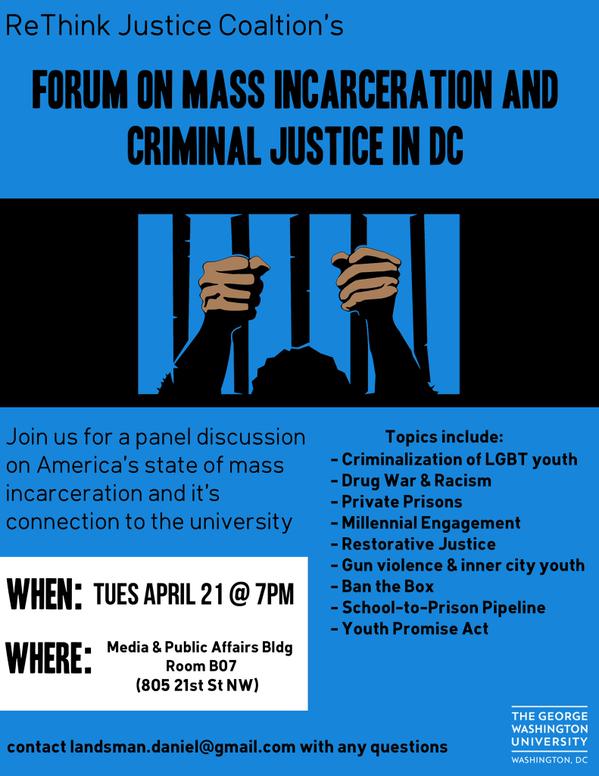 ReThink Justice Coaltion's
FORUM ON MASS INCARCERATION AND
CRIMINAL JUSTICE IN DC
Join us for a panel discussion
on America's state of mass
incarceration and it's
connection to the university
WHEN: TUES APRIL 21 @ 7PM
WHERE: Media & Public Affairs Bldg
Room B07
(805 21st St NW)
Topics include:
- Criminalization of LGBT youth
- Drug War & Racism
- Private Prisons
- Millennial Engagement
- Restorative Justice
- Gun violence & inner city youth
- Ban the Box
- School-to-Prison Pipeline
- Youth Promise Act
contact landsman.daniel@gmail.com with any questions
THE GEORGE
WASHINGTON
UNIVERSITY
WASHINGTON, DC